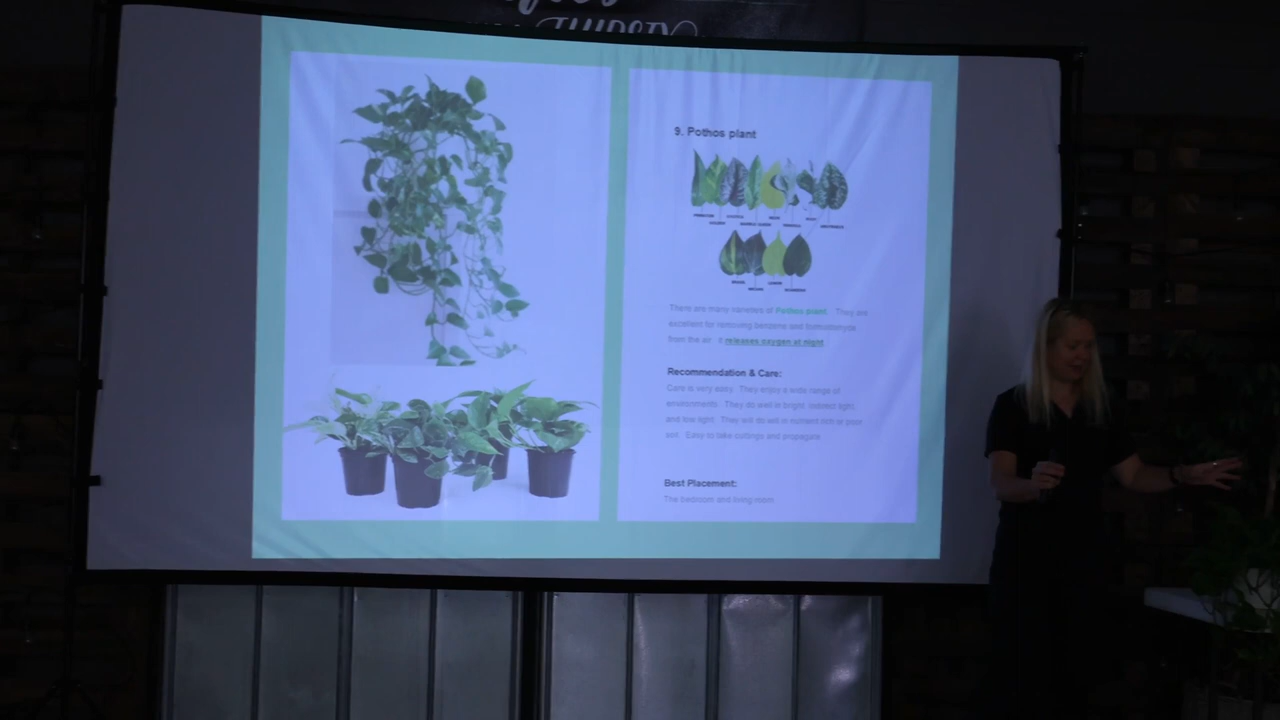 THIRSTY
9. Pothos plant
There are many varieties of Pothos plant. They are
excellent for removing benzene and formaldehyde
from the air. It releases oxygen at night.
Recommendation & Care:
Care is very easy. They enjoy a wide range of
environments. They do well in bright, indirect light,
and low light. They will do will in nutrient rich or poor
soil. Easy to take cuttings and propagate
Best Placement:
The bedroom and living room